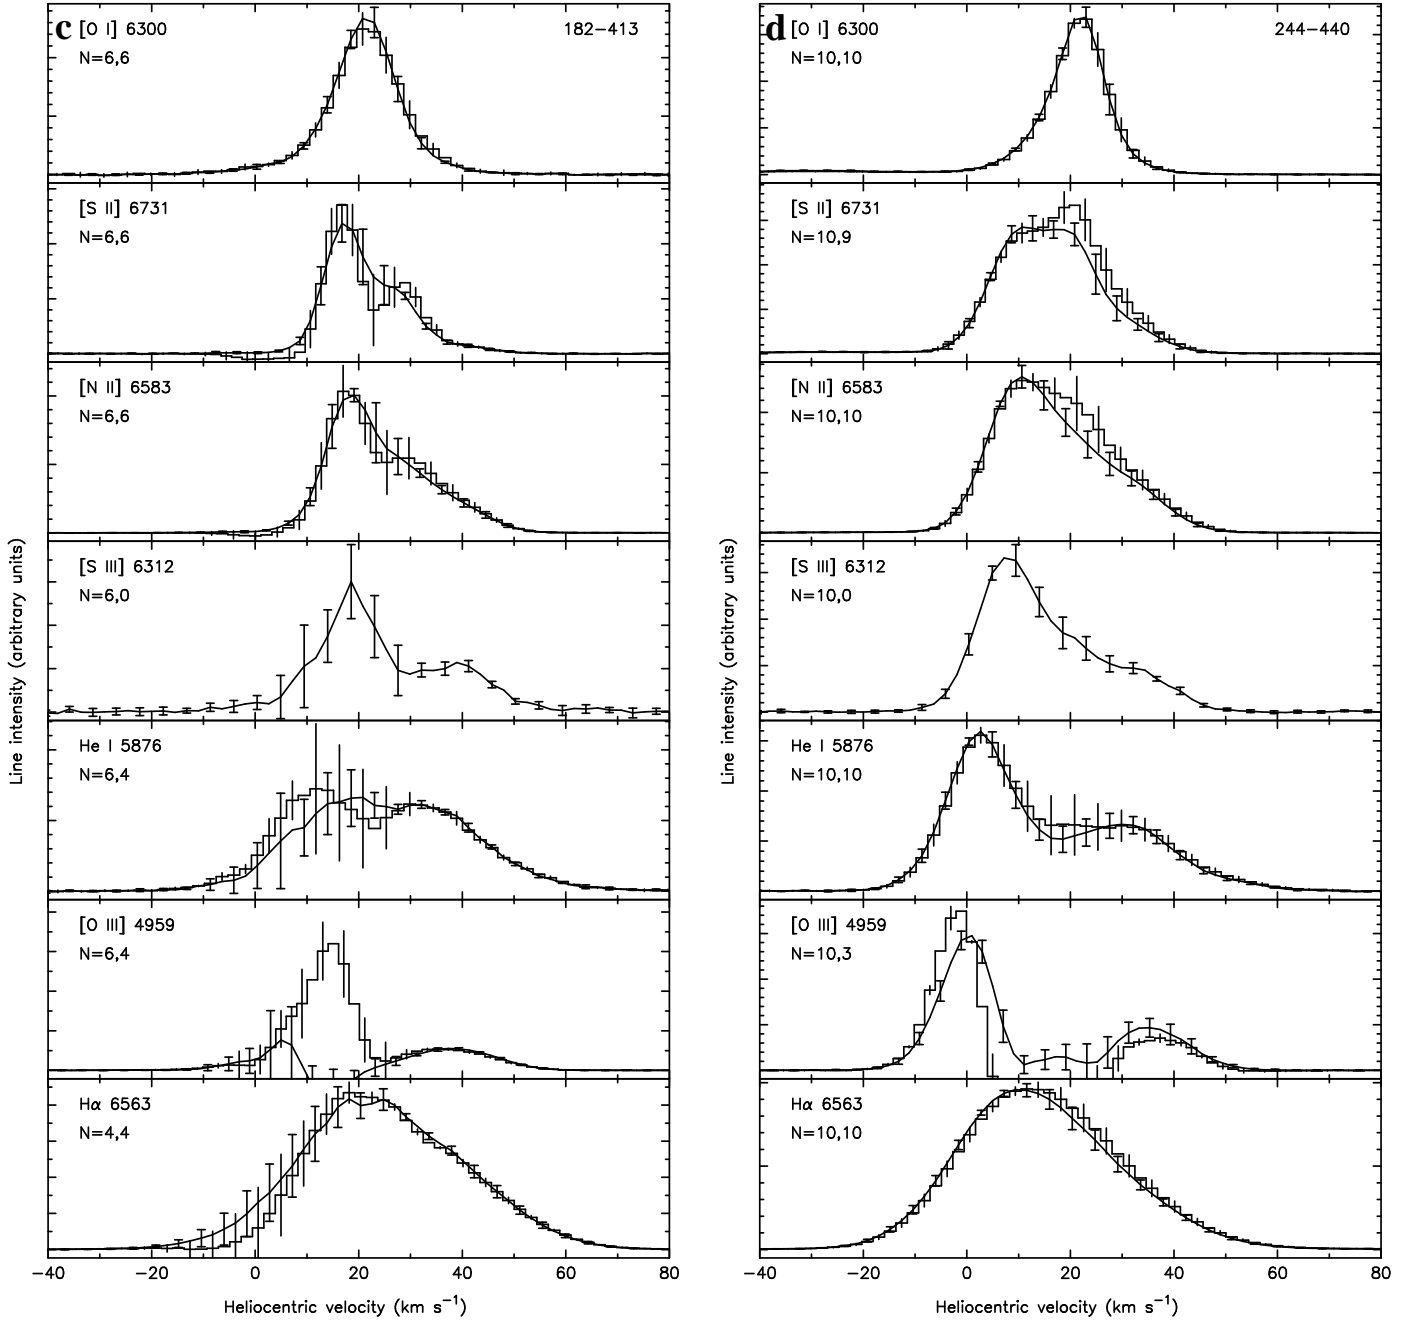 c [O I] 6300 182−413
N=6,6
[S II] 6731
N=6,6
[N II] 6583
N=6,6
[S III] 6312
N=6,0
He I 5876
N=6,4
[O III] 4959
N=6,4
Hα 6563
N=4,4
−40 −20 0 20 40 60 80
Heliocentric velocity (km s⁻¹)
Line intensity (arbitrary units)
d [O I] 6300 244−440
N=10,10
[S II] 6731
N=10,9
[N II] 6583
N=10,10
[S III] 6312
N=10,0
He I 5876
N=10,10
[O III] 4959
N=10,3
Hα 6563
N=10,10
−40 −20 0 20 40 60 80
Heliocentric velocity (km s⁻¹)
Line intensity (arbitrary units)